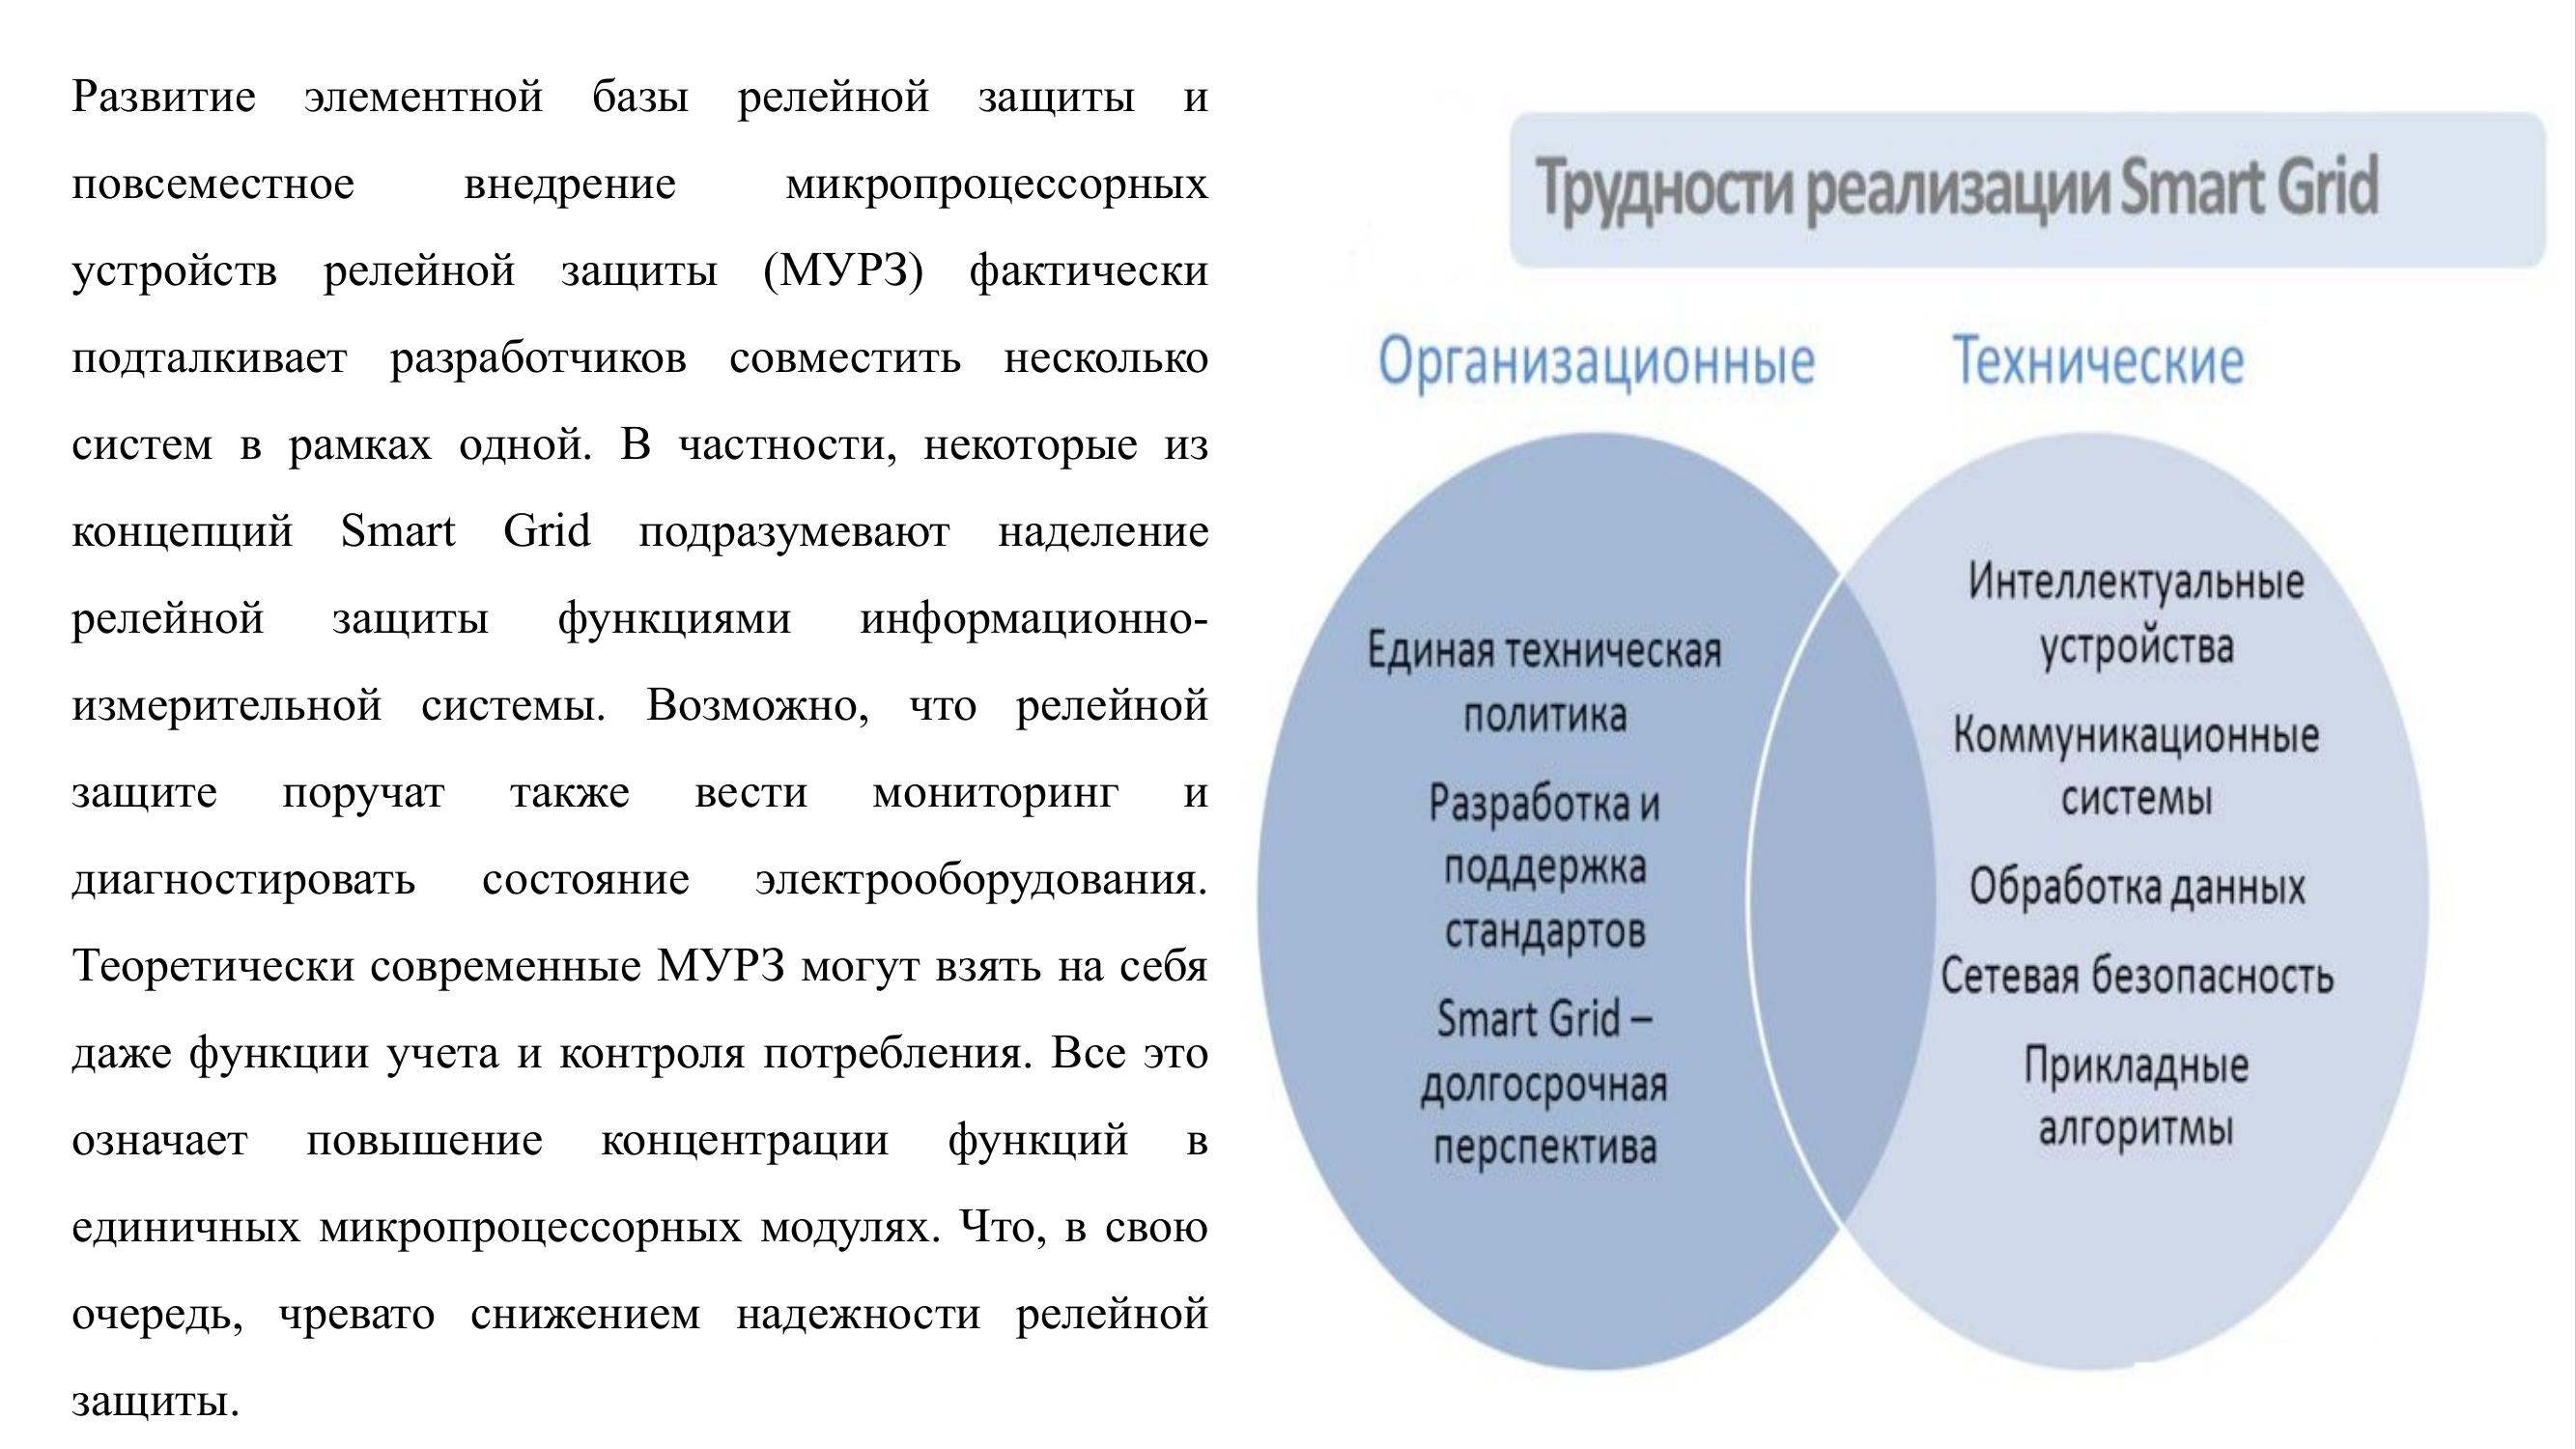 Развитие элементной базы релейной защиты и
повсеместное внедрение микропроцессорных
устройств релейной защиты (МУРЗ) фактически
подталкивает разработчиков совместить несколько
систем в рамках одной. В частности, некоторые из
концепций Smart Grid подразумевают наделение
релейной защиты функциями информационно-
измерительной системы. Возможно, что релейной
защите поручат также вести мониторинг и
диагностировать состояние электрооборудования.
Теоретически современные МУРЗ могут взять на себя
даже функции учета и контроля потребления. Все это
означает повышение концентрации функций в
единичных микропроцессорных модулях. Что, в свою
очередь, чревато снижением надежности релейной
защиты.
Трудности реализации Smart Grid
Организационные
Единая техническая
политика
Разработка и
поддержка
стандартов
Smart Grid –
долгосрочная
перспектива
Технические
Интеллектуальные
устройства
Коммуникационные
системы
Обработка данных
Сетевая безопасность
Прикладные
алгоритмы